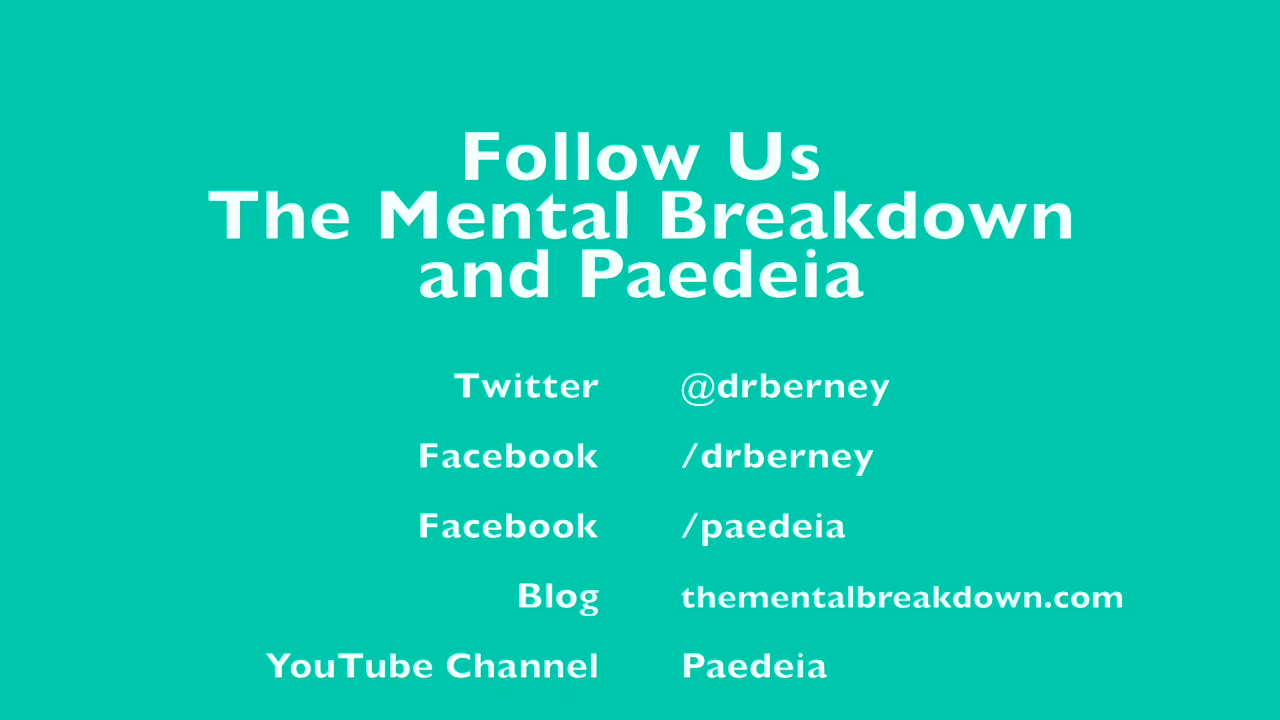 Follow Us
The Mental Breakdown
and Paedeia
Twitter @drberney
Facebook /drberney
Facebook /paedeia
Blog thementalbreakdown.com
YouTube Channel Paedeia